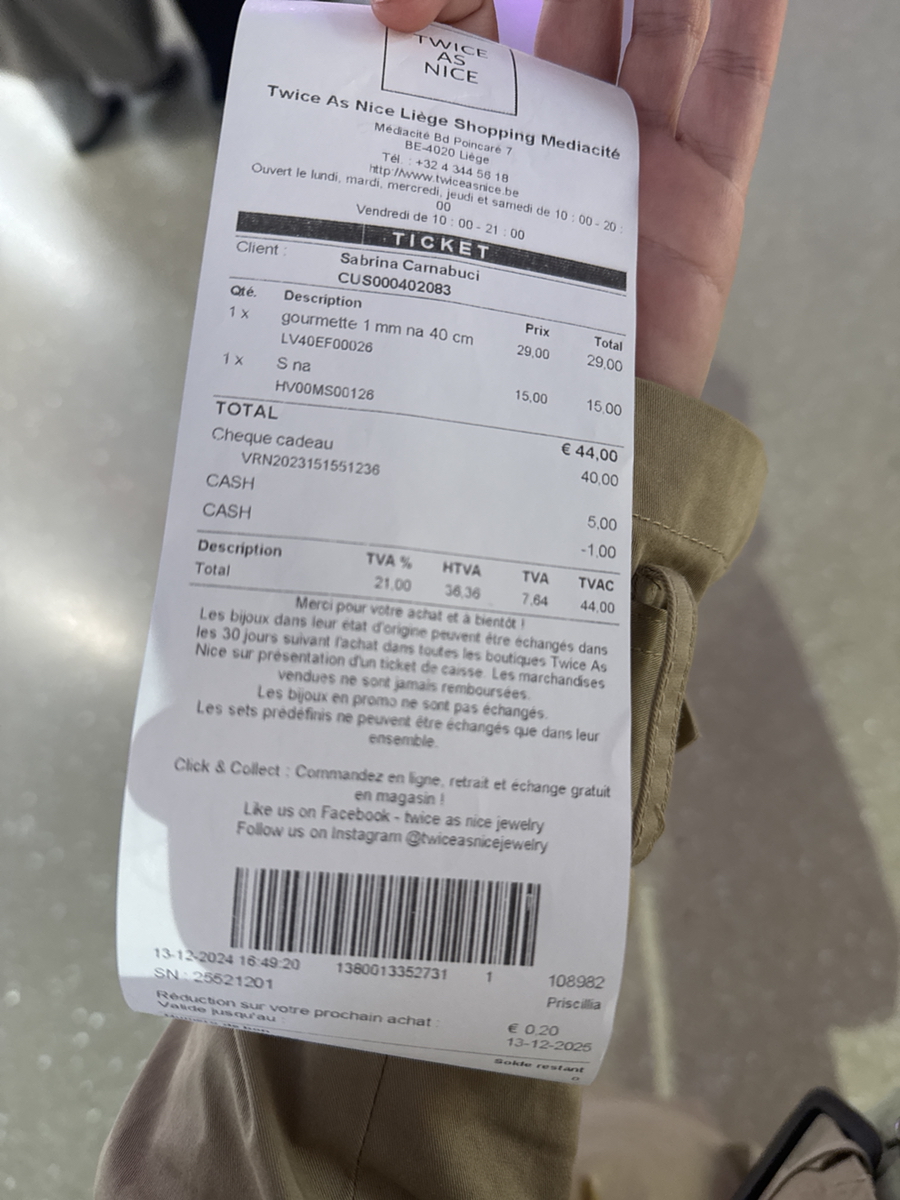 TWICE
AS
NICE
Twice As Nice Liège Shopping Mediacité
Médiacité Bd Poincaré 7
BE-4020 Liège
Tél. : +32 4 344 56 18
http://www.twiceasnice.be
Ouvert le lundi, mardi, mercredi, jeudi et samedi de 10 : 00 - 20 :
00
Vendredi de 10 : 00 - 21 : 00
TICKET
Client : Sabrina Carnabuci
CUS000402083
Qté. Description Prix Total
1 x gourmette 1 mm na 40 cm 29,00 29,00
LV40EF00026
1 x S na 15,00 15,00
HV00MS00126
TOTAL € 44,00
Cheque cadeau 40,00
VRN2023151551236
CASH 5,00
CASH -1,00
Description TVA % HTVA TVA TVAC
Total 21,00 36,36 7,64 44,00
Merci pour votre achat et à bientôt !
Les bijoux dans leur état d'origine peuvent être échangés dans
les 30 jours suivant l'achat dans toutes les boutiques Twice As
Nice sur présentation d'un ticket de caisse. Les marchandises
vendues ne sont jamais remboursées.
Les bijoux en promo ne sont pas échangés.
Les sets prédéfinis ne peuvent être échangés que dans leur
ensemble.
Click & Collect : Commandez en ligne, retrait et échange gratuit
en magasin !
Like us on Facebook - twice as nice jewelry
Follow us on Instagram @twiceasnicejewelry
13-12-2024 16:49:20 1380013352731 1 108982
SN : 25521201 Priscillia
Réduction sur votre prochain achat : € 0,20
Valide jusqu'au : 13-12-2025
Solde restant